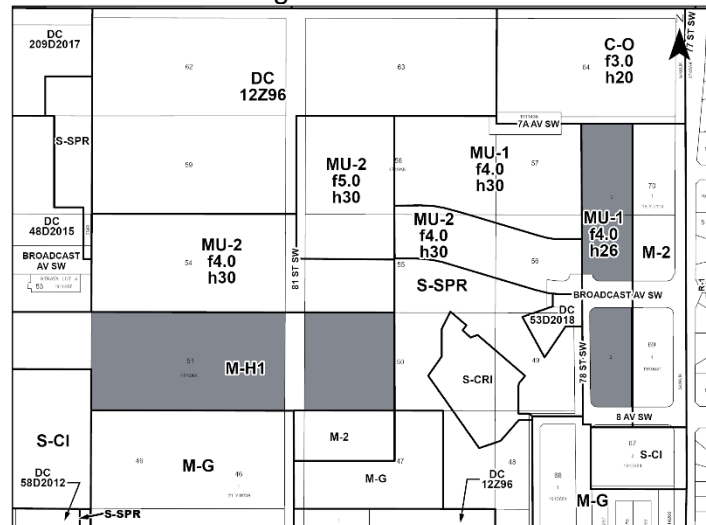 DC
209D2017
62
DC
12Z96
63
C-O
f3.0
h20
64
77 ST SW
7A AV SW
S-SPR
59
MU-2
f5.0
h30
58
MU-1
f4.0
h30
57
70
DC
48D2015
BROADCAST
AV SW
53
MU-2
f4.0
h30
54
81 ST SW
MU-2
f4.0
h30
55
56
S-SPR
MU-1
f4.0
h26
M-2
BROADCAST AV SW
R-1
DC
53D2018
78 ST SW
69
51
M-H1
50
S-CRI
49
8 AV SW
S-CI
M-2
67
S-CI
DC
58D2012
46
M-G
46
47
M-G
DC
12Z96
48
68
M-G
S-SPR